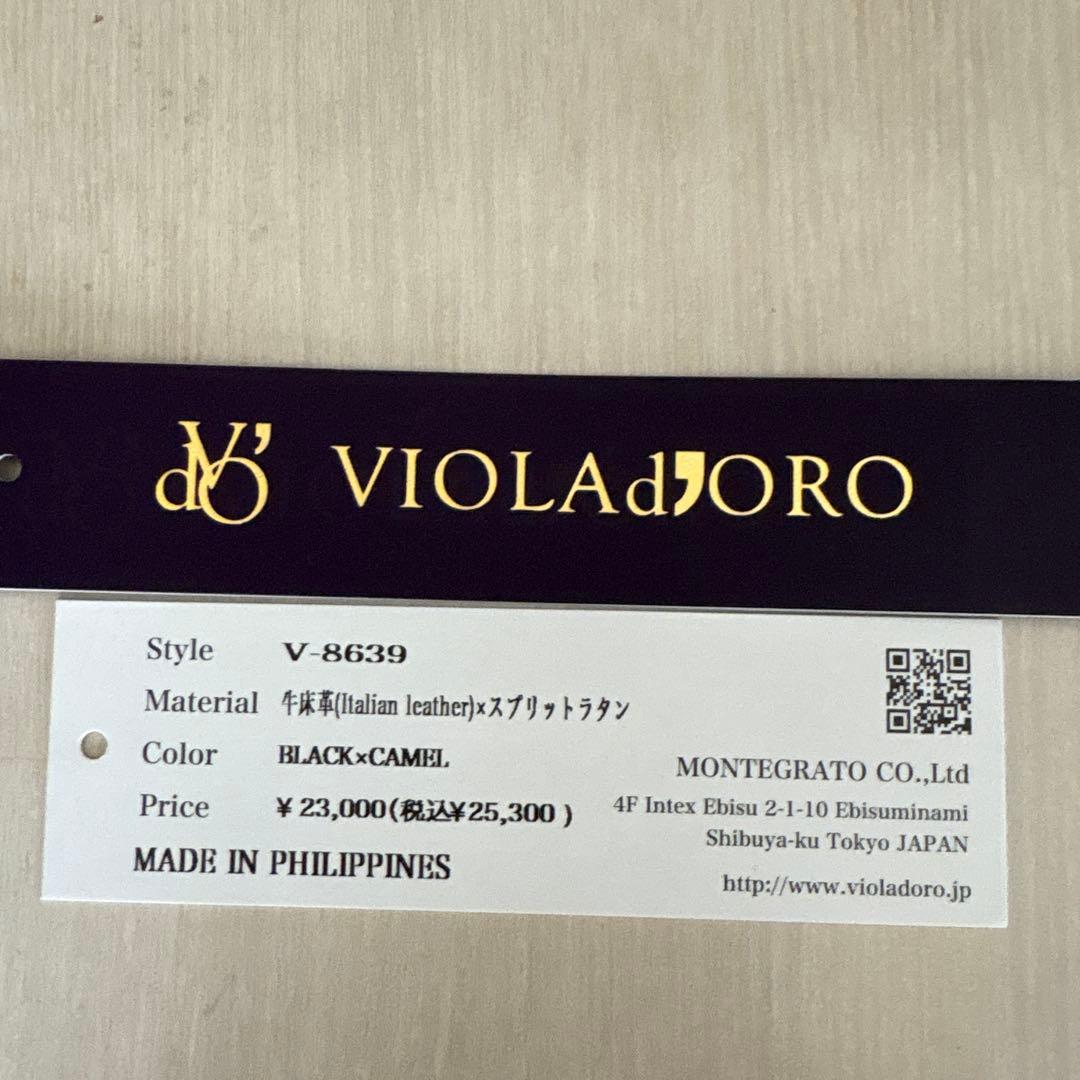 dVO' VIOLAd'ORO
Style V-8639
Material 牛床革(Italian leather)×スプリットラタン
Color BLACK×CAMEL
Price ¥23,000(税込¥25,300 )
MADE IN PHILIPPINES
MONTEGRATO CO.,Ltd
4F Intex Ebisu 2-1-10 Ebisuminami
Shibuya-ku Tokyo JAPAN
http://www.violadoro.jp